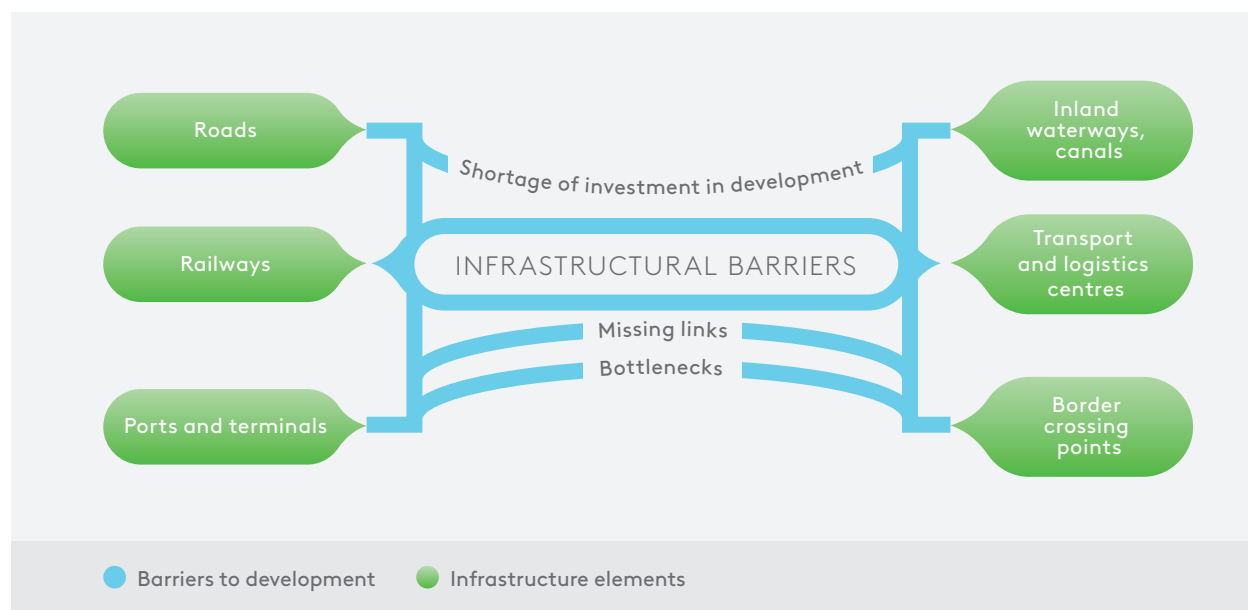 Roads
Inland
waterways,
canals
Shortage of investment in development
Railways
INFRASTRUCTURAL BARRIERS
Transport
and logistics
centres
Missing links
Bottlenecks
Ports and terminals
Border
crossing
points
Barriers to development
Infrastructure elements